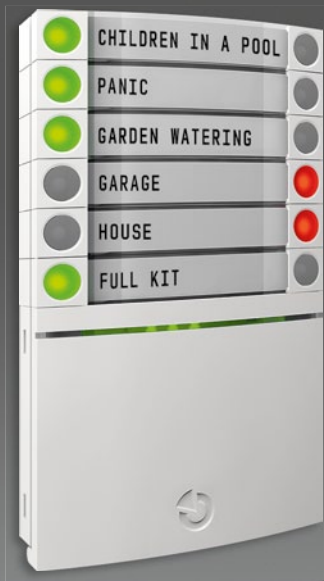 CHILDREN IN A POOL
PANIC
GARDEN WATERING
GARAGE
HOUSE
FULL KIT